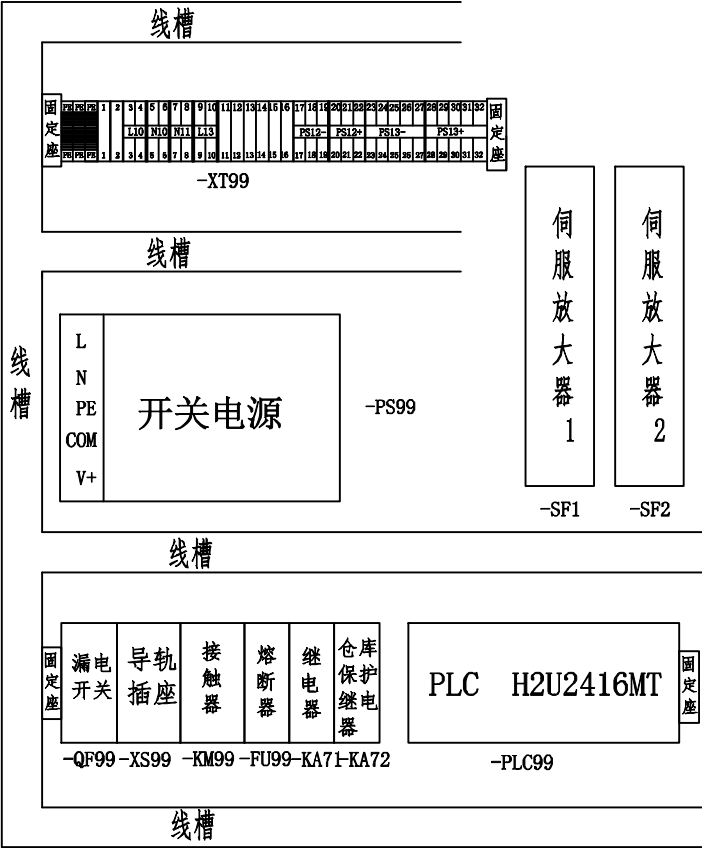 线槽
固定座
PE PE PE 1 2 3 4 5 6 7 8 9 10 11 12 13 14 15 16 17 18 19 20 21 22 23 24 25 26 27 28 29 30 31 32
固定座
L10 N10 N11 L13 PS12- PS12+ PS13- PS13+
PE PE PE 1 2 3 4 5 6 7 8 9 10 11 12 13 14 15 16 17 18 19 20 21 22 23 24 25 26 27 28 29 30 31 32
-XT99
线槽
伺服放大器1
-SF1
伺服放大器2
-SF2
线槽
L
N
PE
COM
V+
开关电源
-PS99
线槽
固定座
漏电
开关
-QF99
导轨
插座
-XS99
接触器
-KM99
熔断器
-FU99
继电器
-KA71
仓库
保护
继电
器
-KA72
PLC H2U2416MT
-PLC99
固定座
线槽